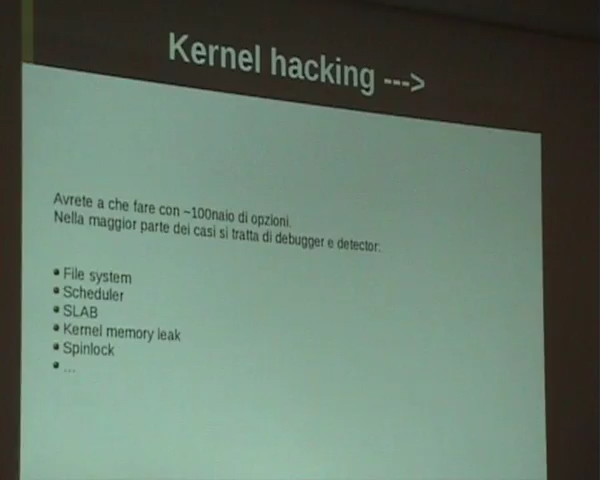 Kernel hacking --->
Avrete a che fare con ~100naio di opzioni.
Nella maggior parte dei casi si tratta di debugger e detector:
File system
Scheduler
SLAB
Kernel memory leak
Spinlock
...